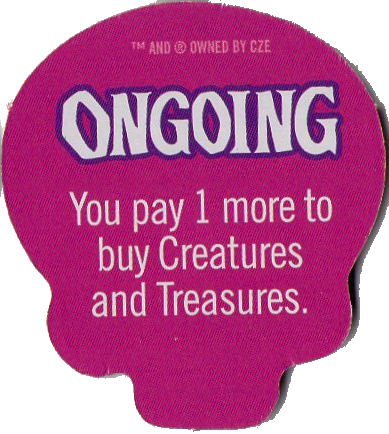 ™ AND ® OWNED BY CZE
ONGOING
You pay 1 more to
buy Creatures
and Treasures.